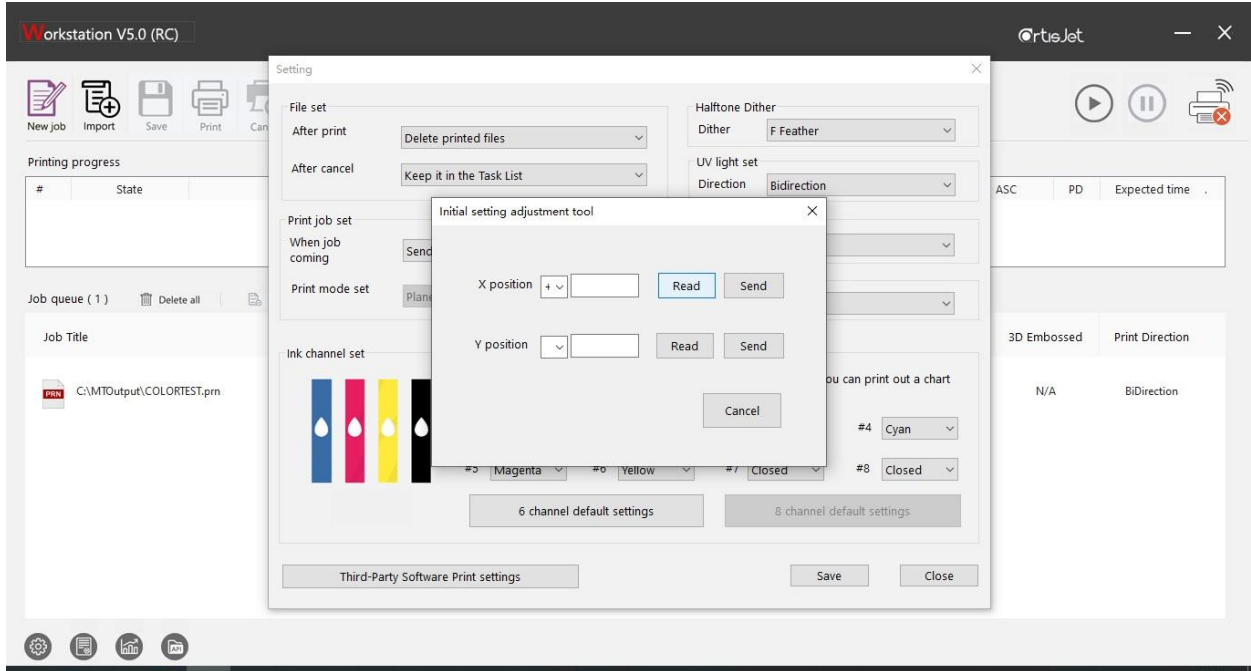 Workstation V5.0 (RC)
ArtisJet
Setting
New job
Import
Save
Print
Can
File set
After print
Delete printed files
After cancel
Keep it in the Task List
Halftone Dither
Dither
F Feather
UV light set
Direction
Bidirection
Printing progress
# State
ASC PD Expected time
Print job set
When job
coming
Send
Print mode set
Initial setting adjustment tool
X position + Read Send
Y position Read Send
Cancel
Job queue ( 1 )
Delete all
Job Title
3D Embossed Print Direction
PRN
C:\MTOutput\COLORTEST.prn
N/A BiDirection
Ink channel set
ou can print out a chart
#4 Cyan
#5 Magenta #6 Yellow #7 Closed #8 Closed
6 channel default settings
8 channel default settings
Third-Party Software Print settings
Save
Close
API